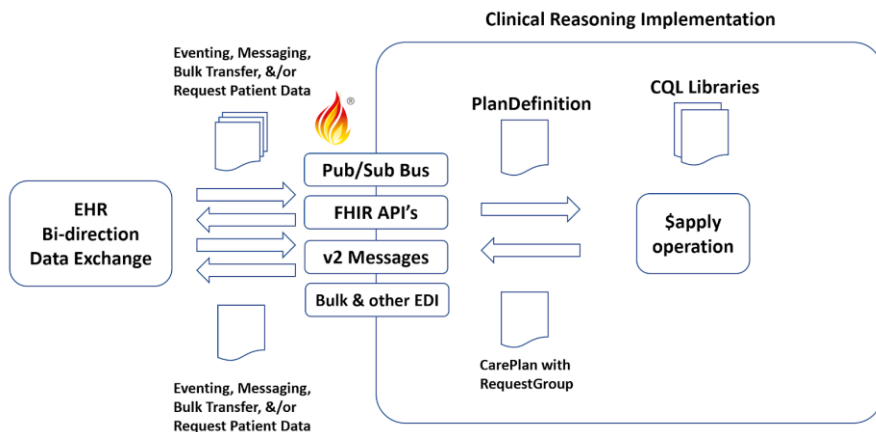 Clinical Reasoning Implementation
Eventing, Messaging,
Bulk Transfer, &/or
Request Patient Data
®
PlanDefinition
CQL Libraries
Pub/Sub Bus
FHIR API's
v2 Messages
Bulk & other EDI
EHR
Bi-direction
Data Exchange
$apply
operation
CarePlan with
RequestGroup
Eventing, Messaging,
Bulk Transfer, &/or
Request Patient Data